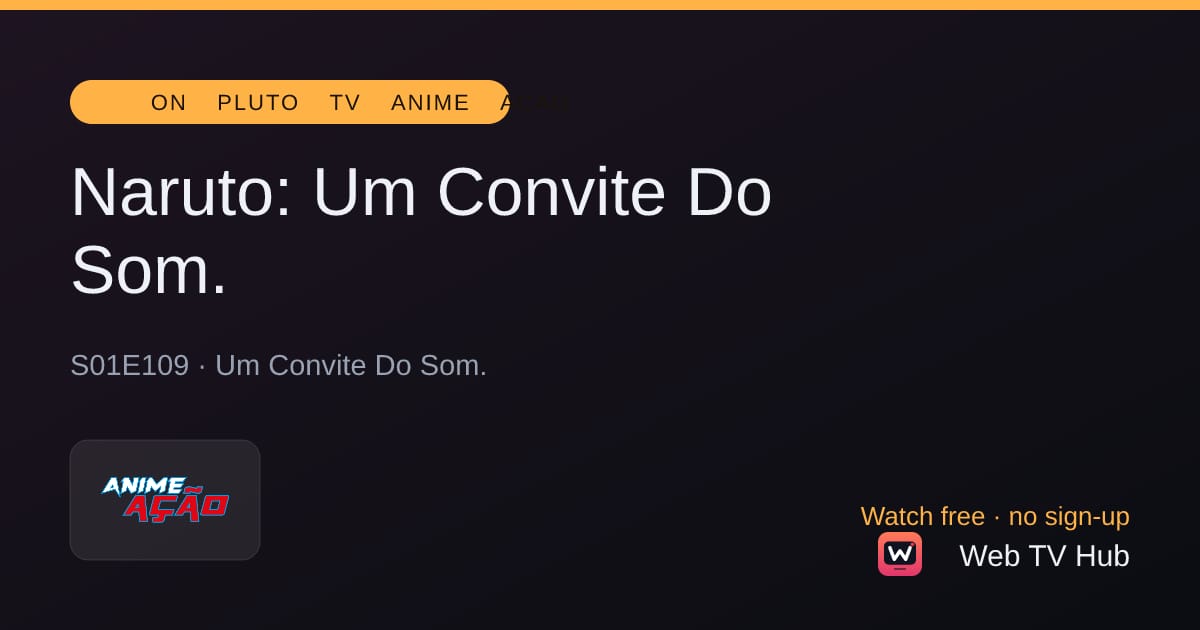 ON PLUTO TV ANIME AÇÃO
Naruto: Um Convite Do
Som.
S01E109 · Um Convite Do Som.
ANIME
AÇÃO
Watch free · no sign-up
W
Web TV Hub